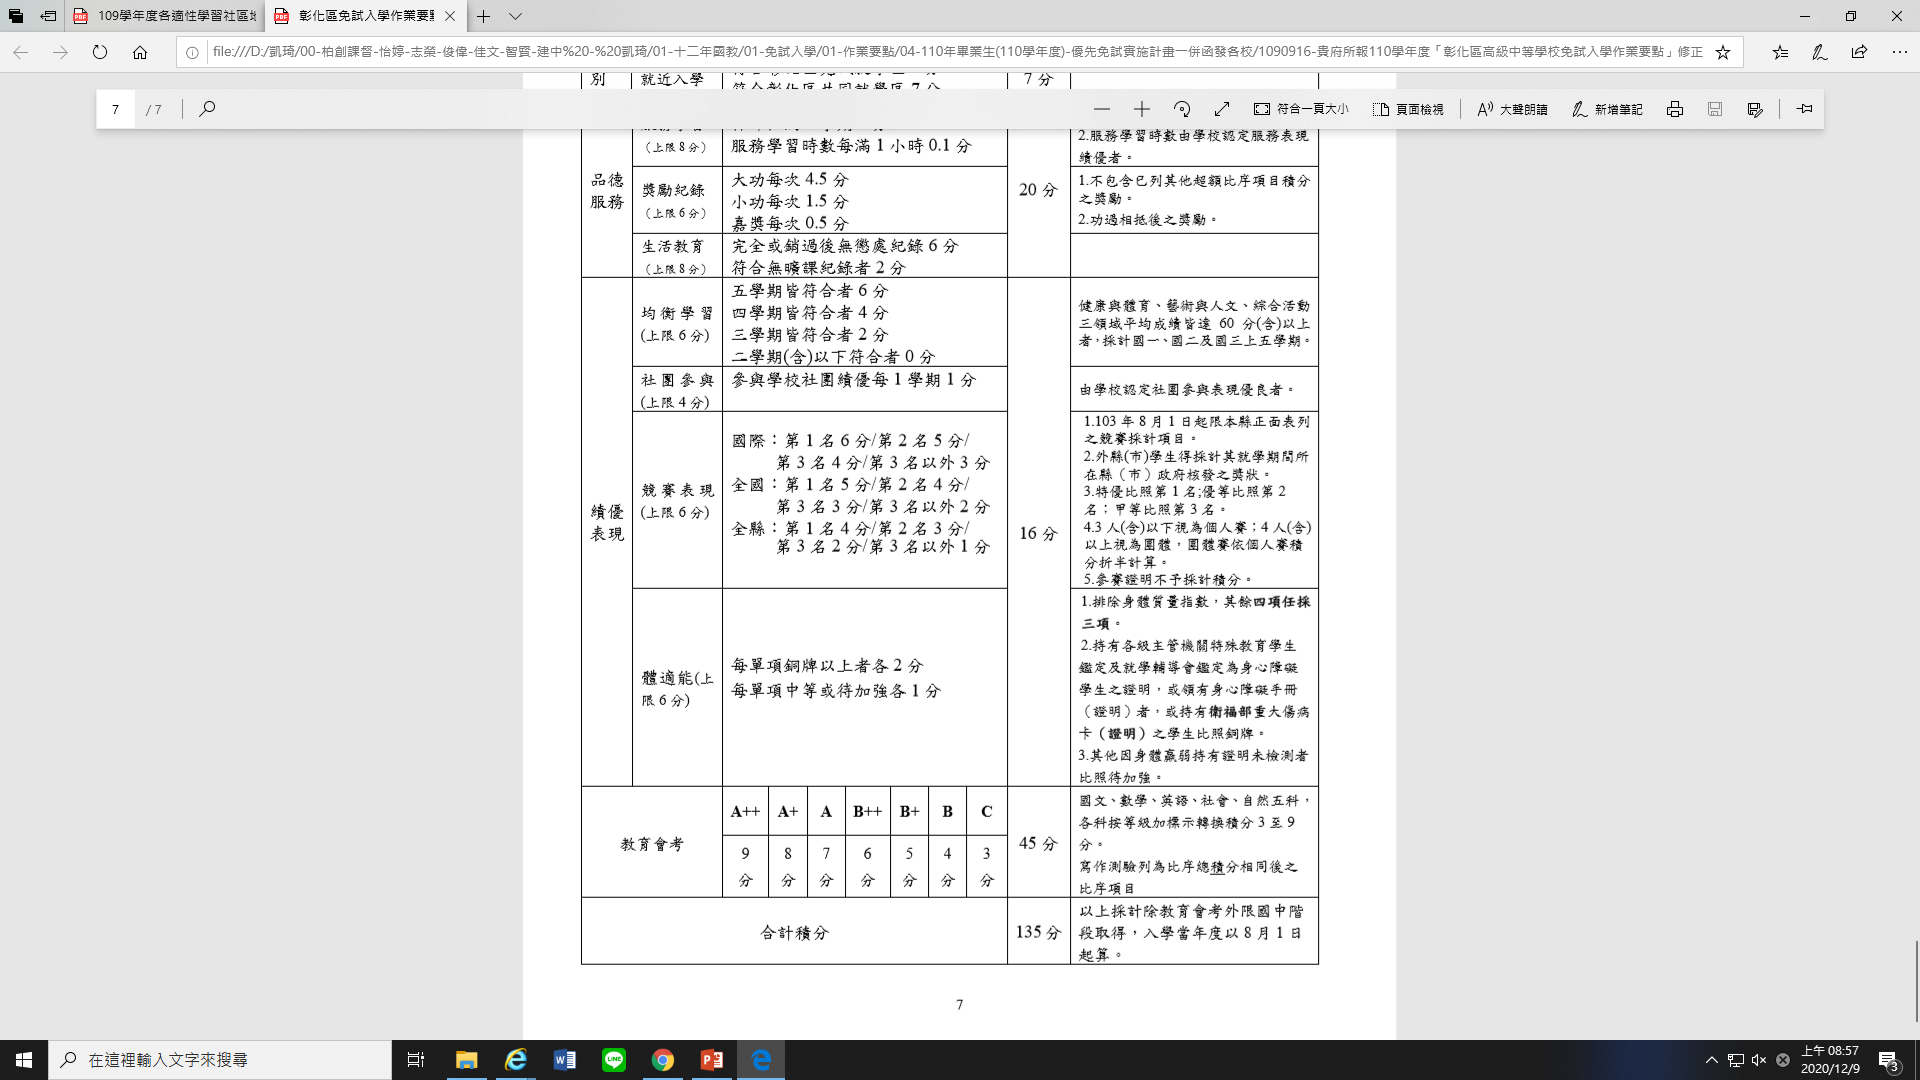 109學年度各適性學習社區均
彰化區免試入學作業要點
file:///D:/凱琦/00-柏創課督-怡婷-志榮-俊偉-佳文-智賢-建中%20-%20凱琦/01-十二年國教/01-免試入學/01-作業要點/04-110年畢業生(110學年度)-優先免試實施計畫一併函發各校/1090916-貴府所報110學年度「彰化區高級中等學校免試入學作業要點」修正
別
就近入學
7 分
7
/ 7
符合一頁大小
頁面檢視
大聲朗讀
新增筆記
(上限 8 分)
服務學習時數每滿 1 小時 0.1 分
2.服務學習時數由學校認定服務表現
績優者。
品德
服務
獎勵紀錄
(上限 6 分)
大功每次 4.5 分
小功每次 1.5 分
嘉獎每次 0.5 分
20 分
1.不包含已列其他超額比序項目積分
之獎勵。
2.功過相抵後之獎勵。
生活教育
(上限 8 分)
完全或銷過後無懲處紀錄 6 分
符合無曠課紀錄者 2 分
均衡學習
(上限 6 分)
五學期皆符合者 6 分
四學期皆符合者 4 分
三學期皆符合者 2 分
二學期(含)以下符合者 0 分
健康與體育、藝術與人文、綜合活動
三領域平均成績皆達 60 分(含)以上
者,採計國一、國二及國三上五學期。
社團參與
(上限 4 分)
參與學校社團績優每 1 學期 1 分
由學校認定社團參與表現優良者。
績優
表現
競賽表現
(上限 6 分)
國際：第 1 名 6 分/第 2 名 5 分/
第 3 名 4 分/第 3 名以外 3 分
全國：第 1 名 5 分/第 2 名 4 分/
第 3 名 3 分/第 3 名以外 2 分
全縣：第 1 名 4 分/第 2 名 3 分/
第 3 名 2 分/第 3 名以外 1 分
16 分
1.103 年 8 月 1 日起限本縣正面表列
之競賽採計項目。
2.外縣(市)學生得採計其就學期間所
在縣（市）政府核發之獎狀。
3.特優比照第 1 名;優等比照第 2
名；甲等比照第 3 名。
4.3 人(含)以下視為個人賽；4 人(含)
以上視為團體，團體賽依個人賽積
分折半計算。
5.參賽證明不予採計積分。
體適能(上
限 6 分)
每單項銅牌以上者各 2 分
每單項中等或待加強各 1 分
1.排除身體質量指數，其餘四項任採
三項。
2.持有各級主管機關特殊教育學生
鑑定及就學輔導會鑑定為身心障礙
學生之證明，或領有身心障礙手冊
（證明）者，或持有衛福部重大傷病
卡（證明）之學生比照銅牌。
3.其他因身體羸弱持有證明未檢測者
比照待加強。
教育會考
A++ A+ A B++ B+ B C
9 8 7 6 5 4 3
分 分 分 分 分 分 分
45 分
國文、數學、英語、社會、自然五科，
各科按等級加標示轉換積分 3 至 9
分。
寫作測驗列為比序總積分相同後之
比序項目
合計積分
135 分
以上採計除教育會考外限國中階
段取得，入學當年度以 8 月 1 日
起算。
7
在這裡輸入文字來搜尋
上午 08:57
2020/12/9
3